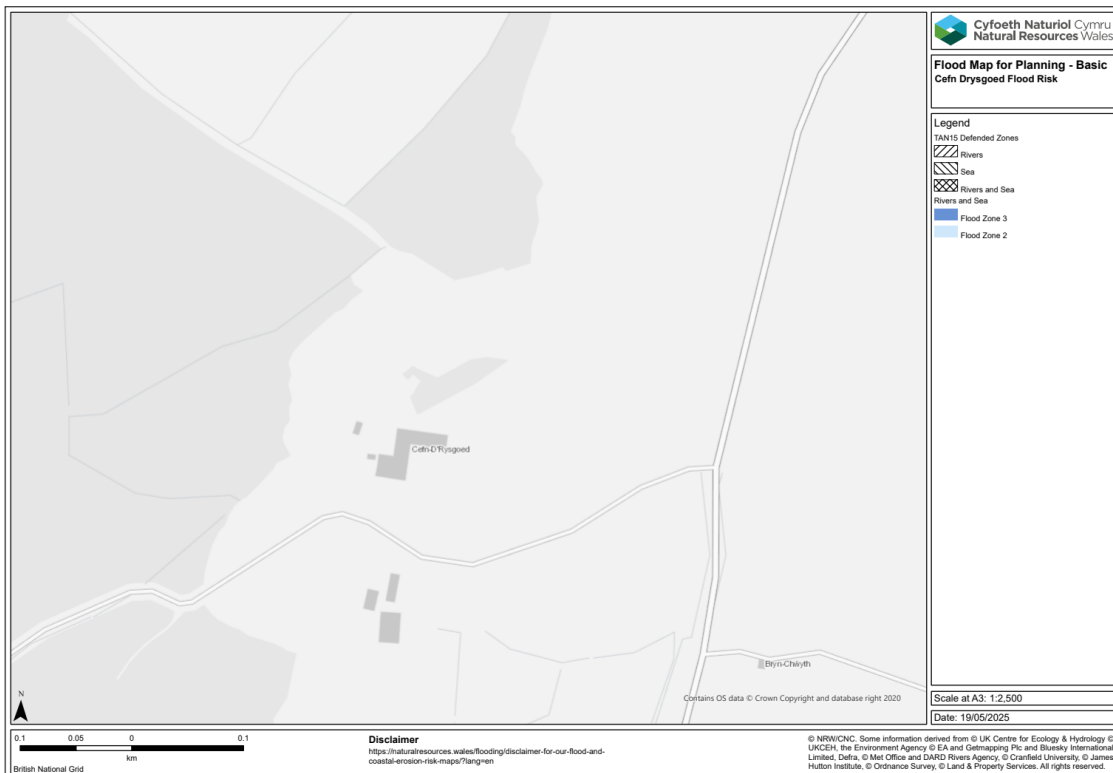 Cyfoeth Naturiol Cymru
Natural Resources Wales
Flood Map for Planning - Basic
Cefn Drysgoed Flood Risk
Legend
TAN15 Defended Zones
Rivers
Sea
Rivers and Sea
Rivers and Sea
Flood Zone 3
Flood Zone 2
Cefn-D'Rysgoed
Bryn-Chwyth
Contains OS data © Crown Copyright and database right 2020
N
Scale at A3: 1:2,500
Date: 19/05/2025
0.1 0.05 0 0.1
km
British National Grid
Disclaimer
https://naturalresources.wales/flooding/disclaimer-for-our-flood-and-
coastal-erosion-risk-maps/?lang=en
© NRW/CNC. Some information derived from © UK Centre for Ecology & Hydrology ©
UKCEH, the Environment Agency © EA and Getmapping Plc and Bluesky International
Limited, Defra, © Met Office and DARD Rivers Agency, © Cranfield University, © James
Hutton Institute, © Ordnance Survey, © Land & Property Services. All rights reserved.